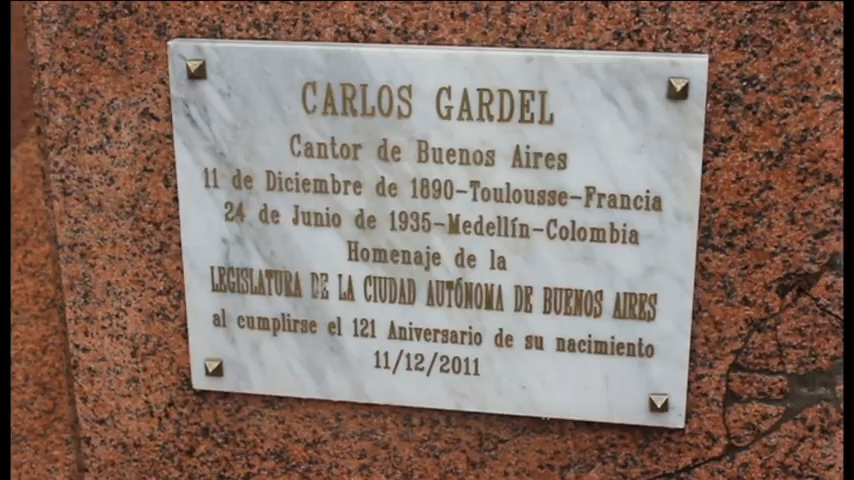 CARLOS GARDEL
CANTOR DE BUENOS AIRES
11 de Diciembre de 1890-Toulousse-Francia
24 de Junio de 1935-Medellín-Colombia
Homenaje de la
LEGISLATURA DE LA CIUDAD AUTÓNOMA DE BUENOS AIRES
al cumplirse el 121 Aniversario de su nacimiento
11/12/2011